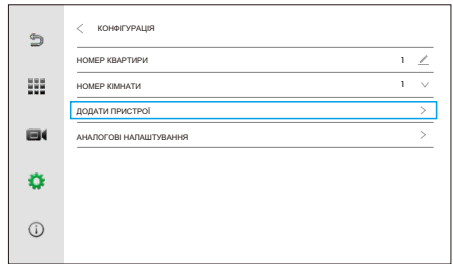 КОНФІГУРАЦІЯ
НОМЕР КВАРТИРИ 1
НОМЕР КІМНАТИ 1
ДОДАТИ ПРИСТРОЇ
АНАЛОГОВІ НАЛАШТУВАННЯ